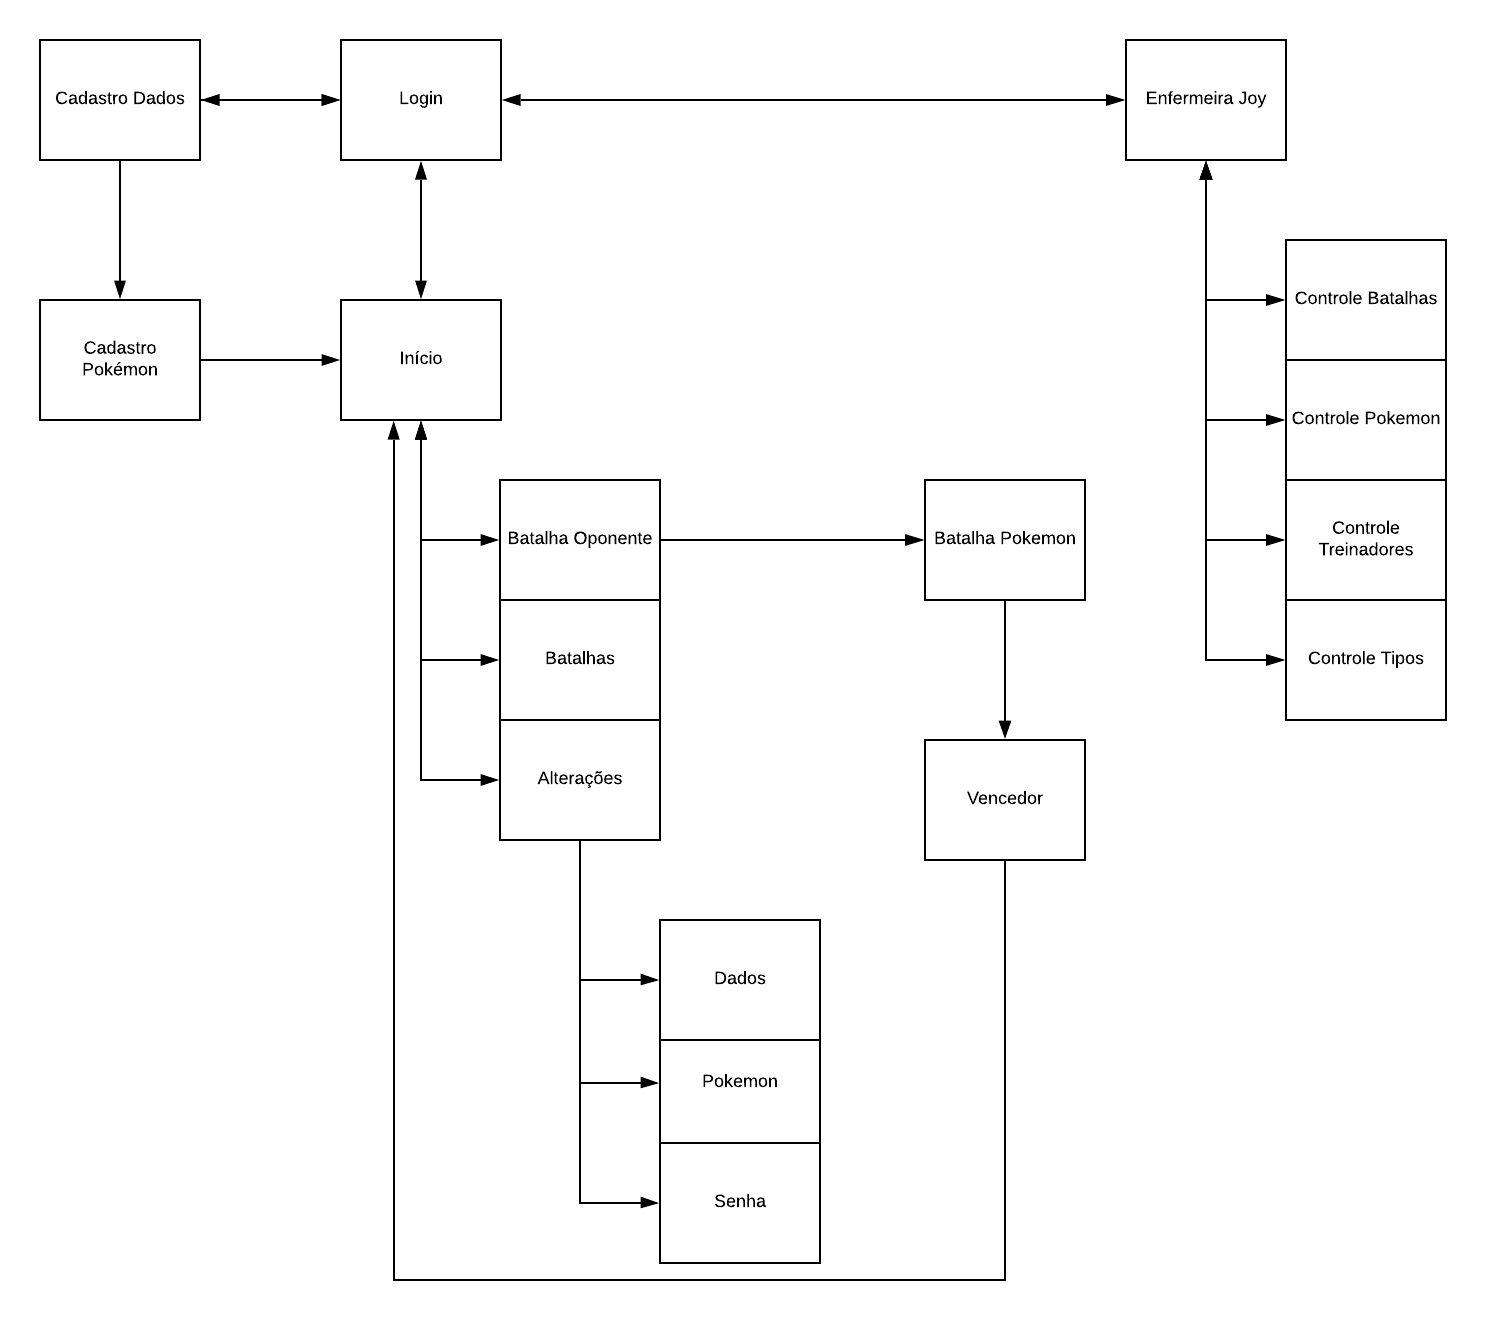 Cadastro Dados
Login
Enfermeira Joy
Cadastro
Pokémon
Início
Controle Batalhas
Controle Pokemon
Controle
Treinadores
Controle Tipos
Batalha Oponente
Batalha Pokemon
Batalhas
Alterações
Vencedor
Dados
Pokemon
Senha